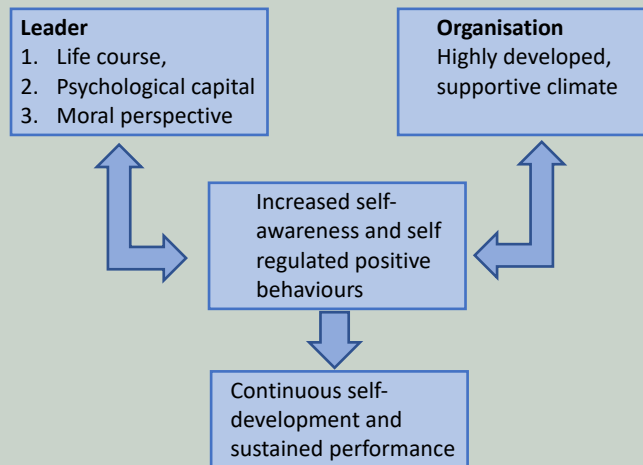 Leader
1. Life course,
2. Psychological capital
3. Moral perspective
Organisation
Highly developed,
supportive climate
Increased self-
awareness and self
regulated positive
behaviours
Continuous self-
development and
sustained performance